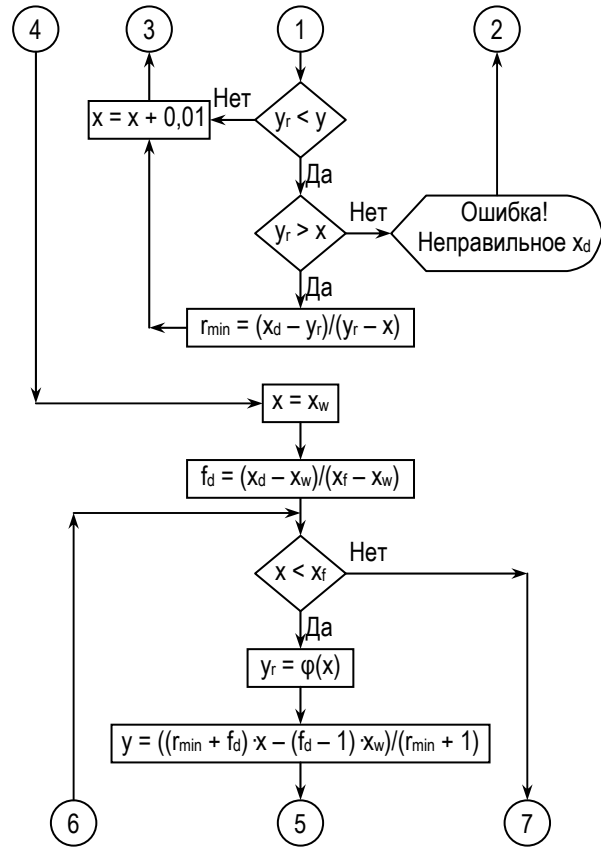 4
3
1
2
Нет
x = x + 0,01
yr < y
Да
yr > x
Нет
Ошибка!
Неправильное xd
Да
rmin = (xd – yr)/(yr – x)
x = xw
fd = (xd – xw)/(xf – xw)
x < xf
Нет
Да
yr = φ(x)
y = ((rmin + fd) ·x – (fd – 1) ·xw)/(rmin + 1)
6
5
7